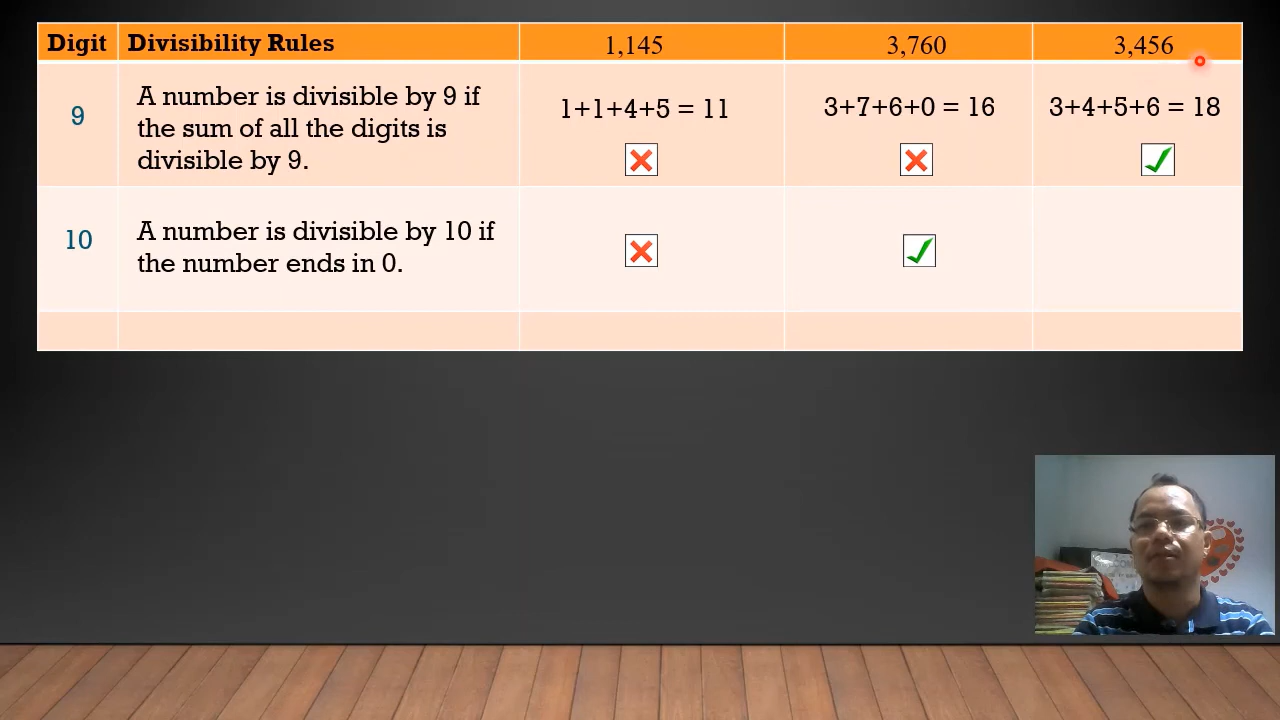 Digit Divisibility Rules 1,145 3,760 3,456
9
A number is divisible by 9 if
the sum of all the digits is
divisible by 9.
1+1+4+5 = 11
3+7+6+0 = 16
3+4+5+6 = 18
10
A number is divisible by 10 if
the number ends in 0.